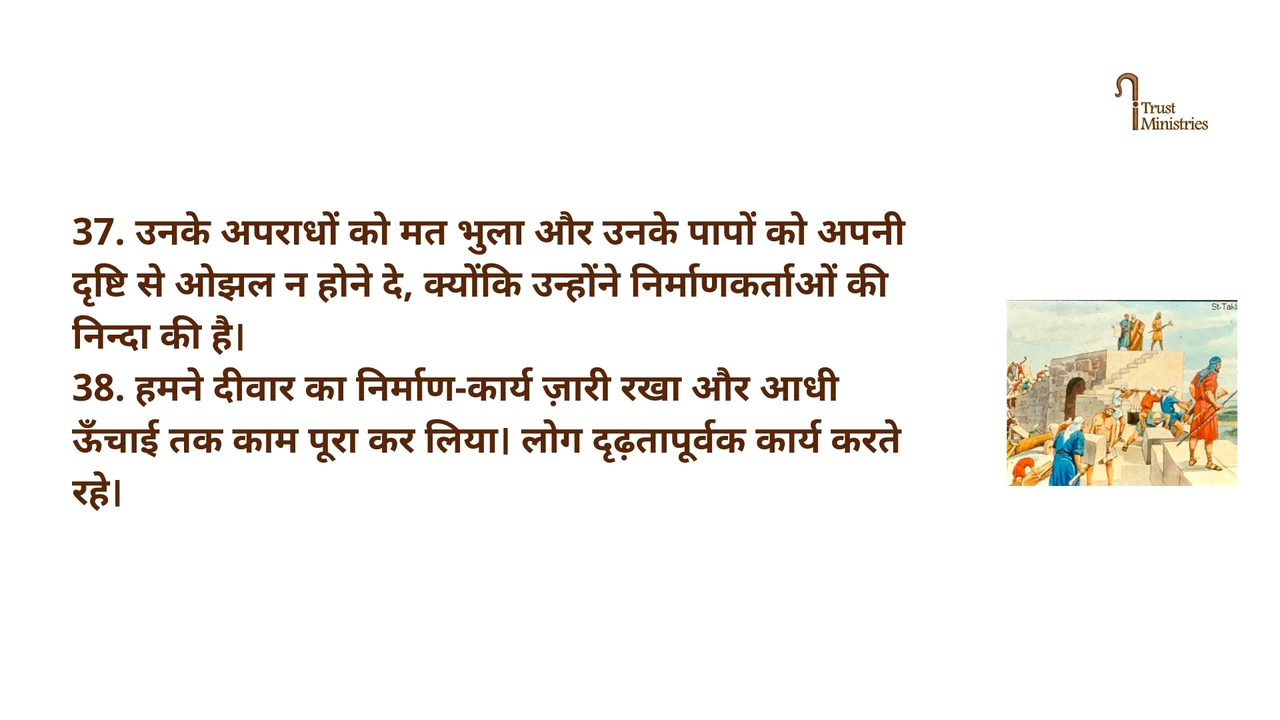 Trust
Ministries
37. उनके अपराधों को मत भुला और उनके पापों को अपनी
दृष्टि से ओझल न होने दे, क्योंकि उन्होंने निर्माणकर्ताओं की
निन्दा की है।
38. हमने दीवार का निर्माण-कार्य ज़ारी रखा और आधी
ऊँचाई तक काम पूरा कर लिया। लोग दृढ़तापूर्वक कार्य करते
रहे।
St-Takl